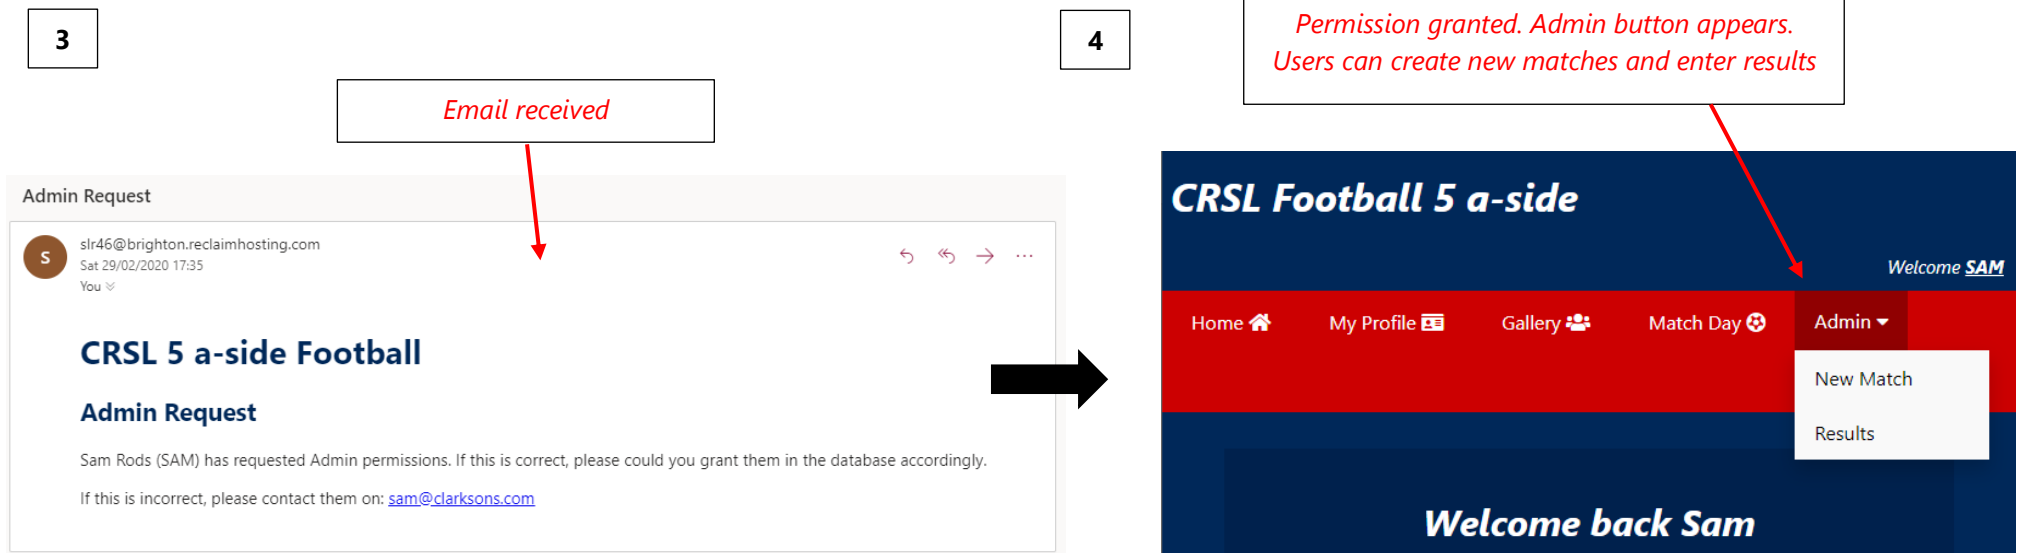 3
Email received
Admin Request
S
slr46@brighton.reclaimhosting.com
Sat 29/02/2020 17:35
You
CRSL 5 a-side Football
Admin Request
Sam Rods (SAM) has requested Admin permissions. If this is correct, please could you grant them in the database accordingly.
If this is incorrect, please contact them on: sam@clarksons.com
4
Permission granted. Admin button appears.
Users can create new matches and enter results
CRSL Football 5 a-side
Welcome SAM
Home My Profile Gallery Match Day Admin
New Match
Results
Welcome back Sam